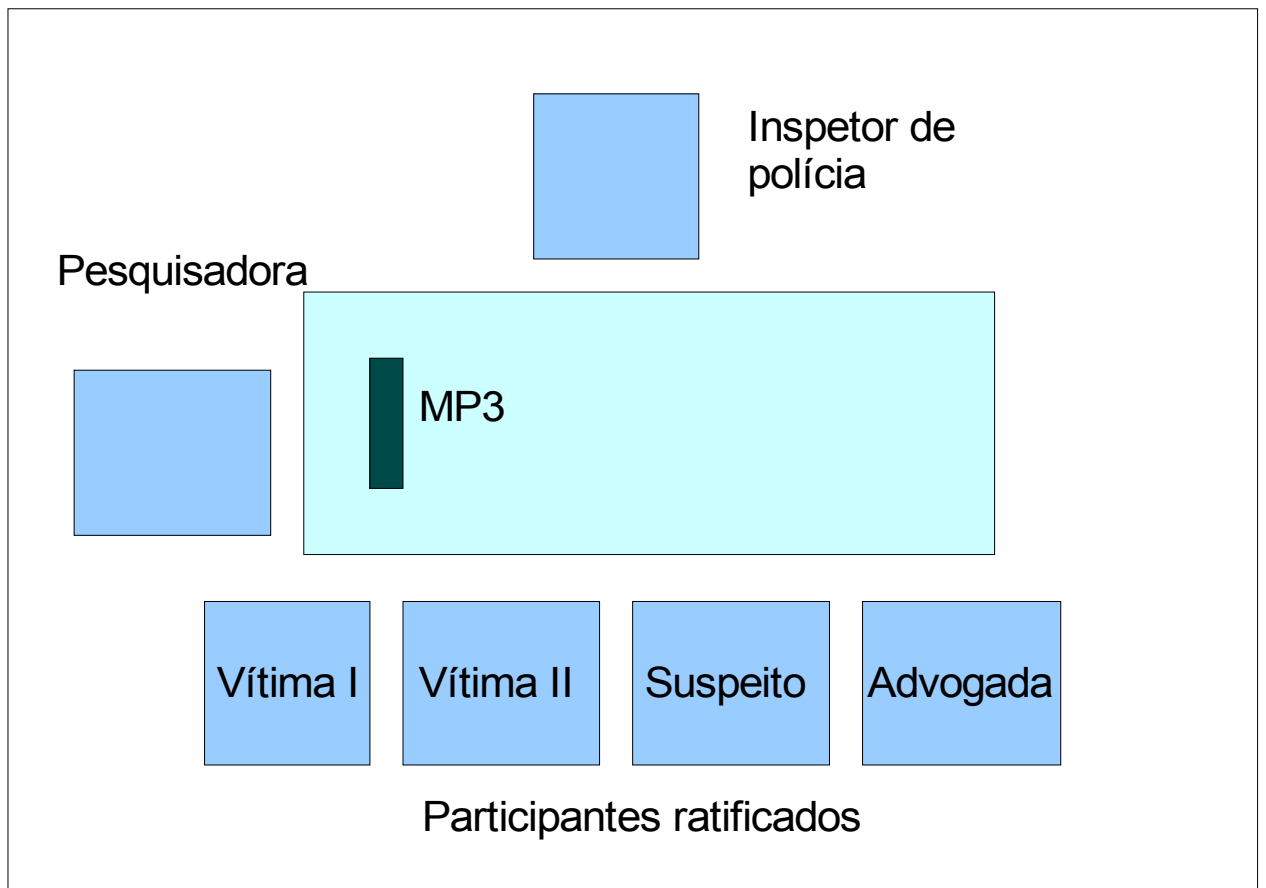 Inspetor de
polícia
Pesquisadora
MP3
Vítima I
Vítima II
Suspeito
Advogada
Participantes ratificados